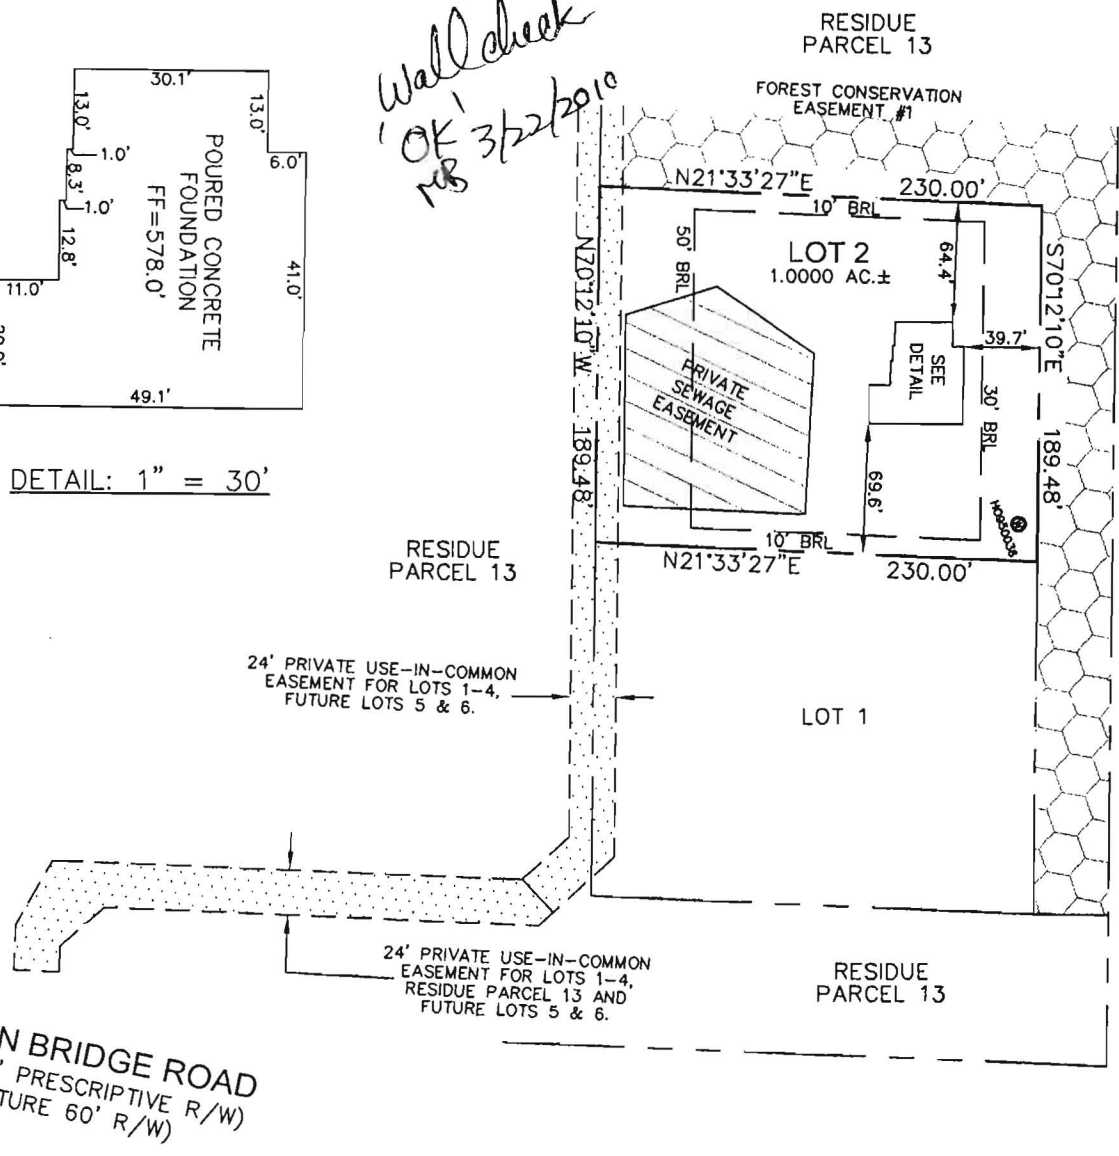 Wall check
'OK' 3/22/2010
MB
RESIDUE
PARCEL 13
FOREST CONSERVATION
EASEMENT #1
30.1'
13.0'
13.0'
1.0'
6.0'
8.3'
1.0'
12.8'
11.0'
41.0'
49.1'
POURED CONCRETE
FOUNDATION
FF=578.0'
DETAIL: 1" = 30'
N21°33'27"E 230.00'
10' BRL
50' BRL
LOT 2
1.0000 AC.±
64.4'
N70°12'10"W 189.48'
S70°12'10"E 189.48'
39.7'
SEE
DETAIL
30' BRL
PRIVATE
SEWAGE
EASEMENT
69.6'
W
HO950036
10' BRL
N21°33'27"E 230.00'
RESIDUE
PARCEL 13
24' PRIVATE USE-IN-COMMON
EASEMENT FOR LOTS 1-4,
FUTURE LOTS 5 & 6.
LOT 1
24' PRIVATE USE-IN-COMMON
EASEMENT FOR LOTS 1-4,
RESIDUE PARCEL 13 AND
FUTURE LOTS 5 & 6.
RESIDUE
PARCEL 13
N BRIDGE ROAD
' PRESCRIPTIVE R/W)
TURE 60' R/W)